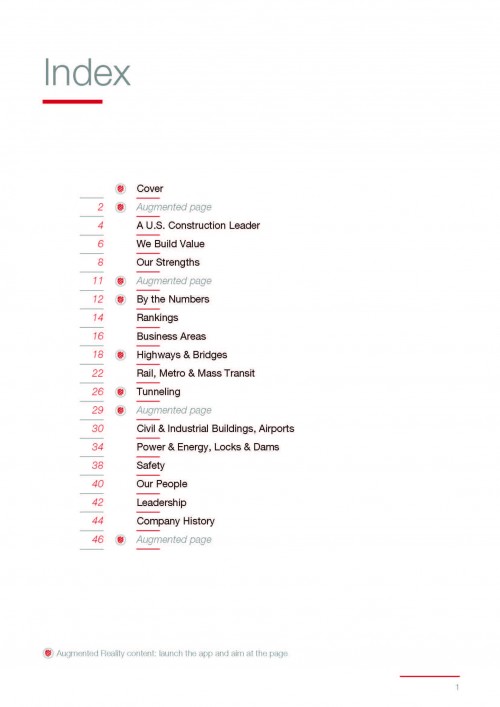 Index
Cover
2 Augmented page
4 A U.S. Construction Leader
6 We Build Value
8 Our Strengths
11 Augmented page
12 By the Numbers
14 Rankings
16 Business Areas
18 Highways & Bridges
22 Rail, Metro & Mass Transit
26 Tunneling
29 Augmented page
30 Civil & Industrial Buildings, Airports
34 Power & Energy, Locks & Dams
38 Safety
40 Our People
42 Leadership
44 Company History
46 Augmented page
Augmented Reality content: launch the app and aim at the page
1